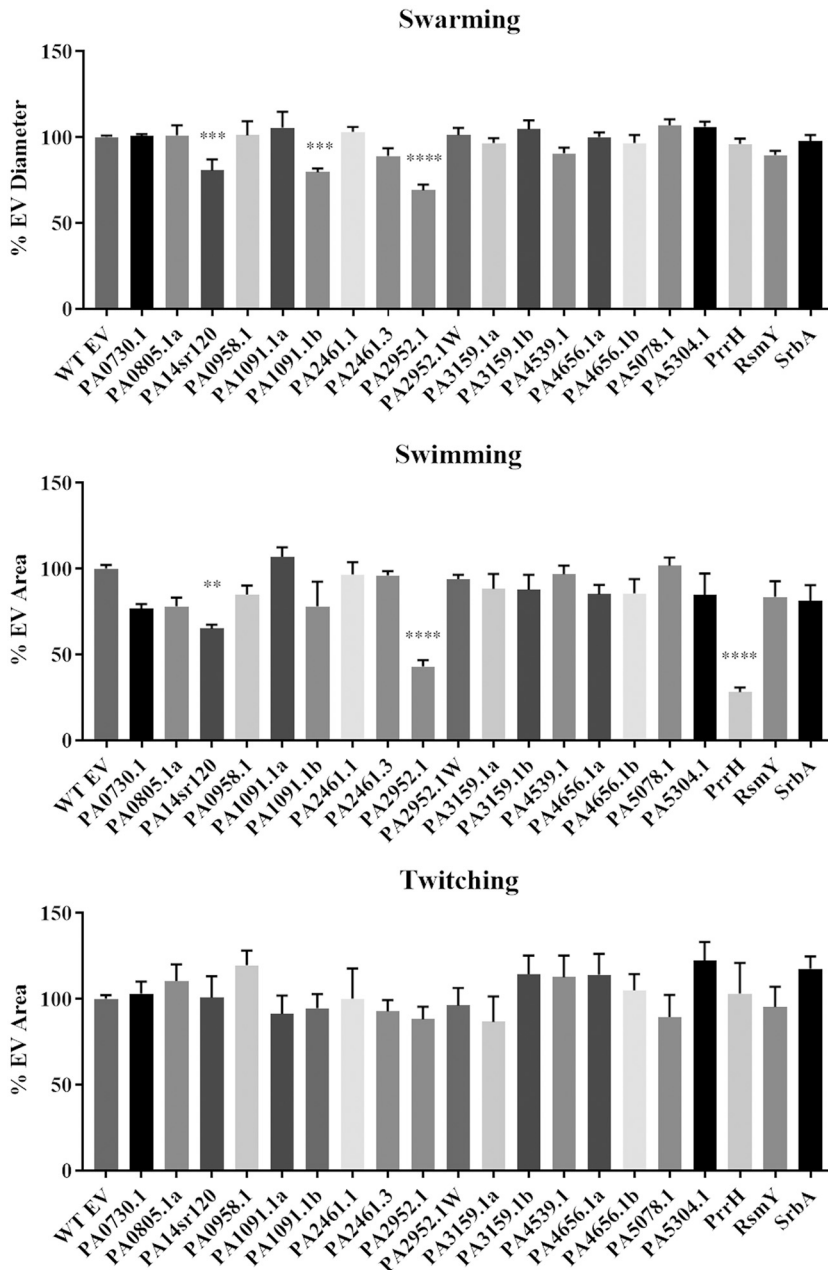 Swarming
% EV Diameter
150
100
50
0
***
***
****
WT EV
PA0730.1
PA0805.1a
PA14sr120
PA0958.1
PA1091.1a
PA1091.1b
PA2461.1
PA2461.3
PA2952.1
PA2952.1W
PA3159.1a
PA3159.1b
PA4539.1
PA4656.1a
PA4656.1b
PA5078.1
PA5304.1
PrrH
RsmY
SrbA
Swimming
% EV Area
150
100
50
0
**
****
****
WT EV
PA0730.1
PA0805.1a
PA14sr120
PA0958.1
PA1091.1a
PA1091.1b
PA2461.1
PA2461.3
PA2952.1
PA2952.1W
PA3159.1a
PA3159.1b
PA4539.1
PA4656.1a
PA4656.1b
PA5078.1
PA5304.1
PrrH
RsmY
SrbA
Twitching
% EV Area
150
100
50
0
WT EV
PA0730.1
PA0805.1a
PA14sr120
PA0958.1
PA1091.1a
PA1091.1b
PA2461.1
PA2461.3
PA2952.1
PA2952.1W
PA3159.1a
PA3159.1b
PA4539.1
PA4656.1a
PA4656.1b
PA5078.1
PA5304.1
PrrH
RsmY
SrbA